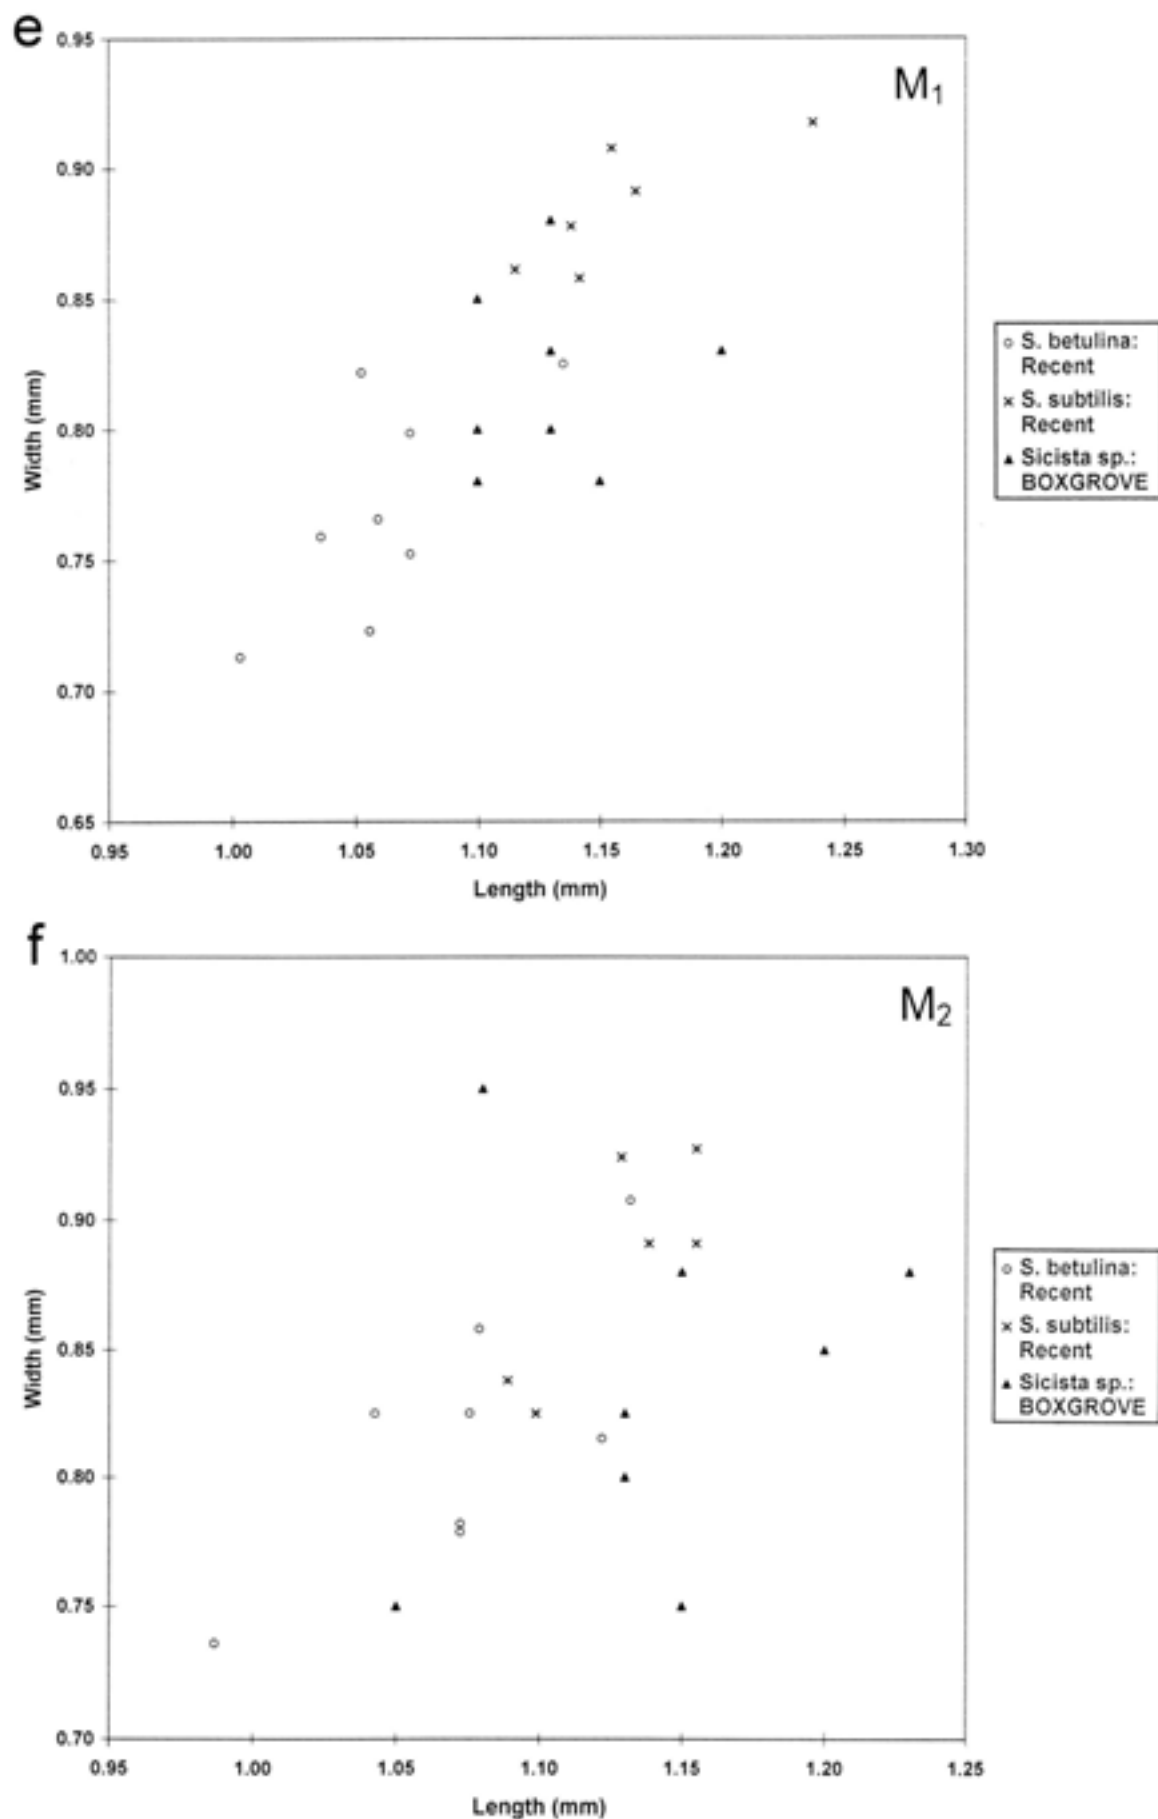 e
0.95
M₁
0.90
0.85
0.80
0.75
0.70
0.65
Width (mm)
0.95 1.00 1.05 1.10 1.15 1.20 1.25 1.30
Length (mm)
S. betulina:
Recent
S. subtilis:
Recent
Sicista sp.:
BOXGROVE
f
1.00
M₂
0.95
0.90
0.85
0.80
0.75
0.70
Width (mm)
0.95 1.00 1.05 1.10 1.15 1.20 1.25
Length (mm)
S. betulina:
Recent
S. subtilis:
Recent
Sicista sp.:
BOXGROVE